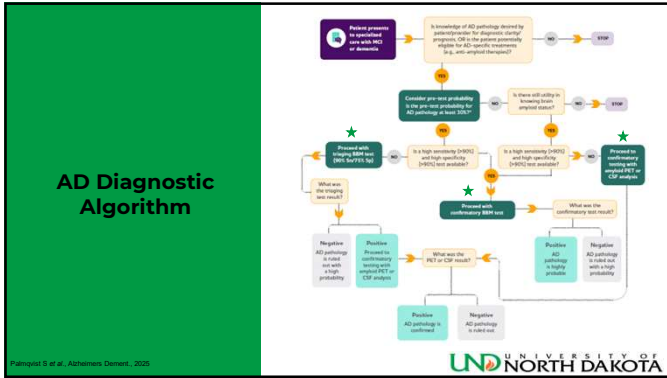 AD Diagnostic
Algorithm
Palmqvist S et al., Alzheimers Dement., 2025
Patient presents
to specialized
care with MCI
or dementia
Is knowledge of AD pathology desired by
patient/provider for diagnostic clarity/
prognosis, OR is the patient potentially
eligible for AD-specific treatments
(e.g., anti-amyloid therapies)?
NO
STOP
YES
Consider pre-test probability
Is the pre-test probability for
AD pathology at least 30%?*
NO
Is there still utility in
knowing brain
amyloid status?
NO
STOP
YES
YES
Proceed with
triaging BBM test
(90% Sn/75% Sp)
NO
Is a high sensitivity (>90%)
and high specificity
(>90%) test available?
YES
Is a high sensitivity (>90%)
and high specificity
(>90%) test available?
NO
Proceed to
confirmatory
testing with
amyloid PET or
CSF analysis
What was
the triaging
test result?
Proceed with
confirmatory BBM test
What was the
confirmatory test result?
Negative
AD pathology
is ruled
out with
a high
probability
Positive
Proceed to
confirmatory
testing with
amyloid PET or
CSF analysis
What was the
PET or CSF result?
Positive
AD
pathology
is highly
probable
Negative
AD pathology
is ruled out
with a high
probability
Positive
AD pathology is
confirmed
Negative
AD pathology
is ruled out
UND UNIVERSITY OF
NORTH DAKOTA